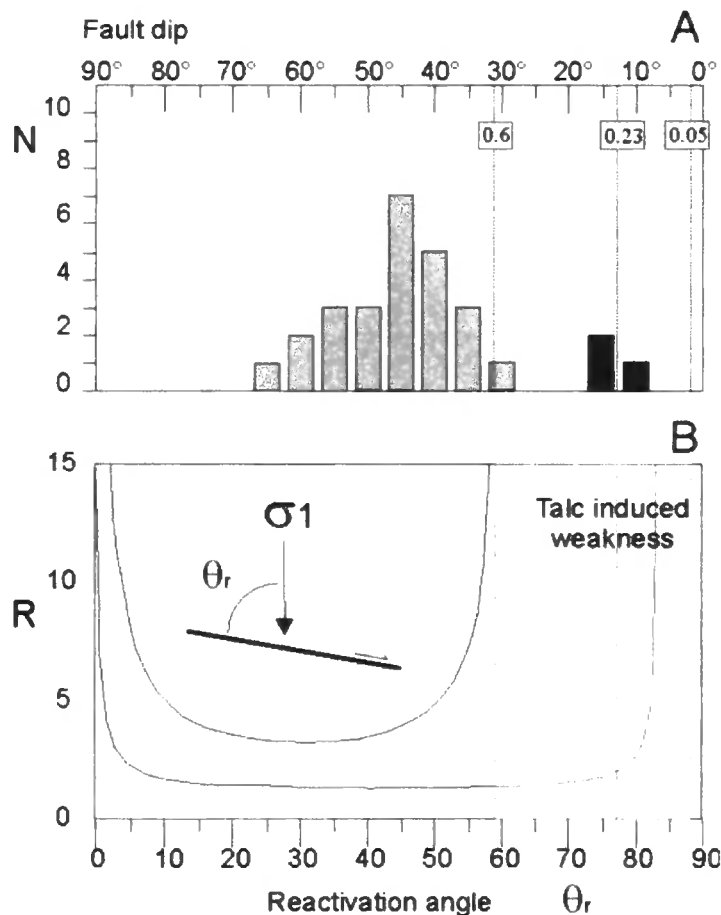 Fault dip A
90° 80° 70° 60° 50° 40° 30° 20° 10° 0°
10
N
8
6
4
2
0
0.6 0.23 0.05
B
15
10
R
5
0
σ1
θr
Talc induced
weakness
0 10 20 30 40 50 60 70 80 90
Reactivation angle θr